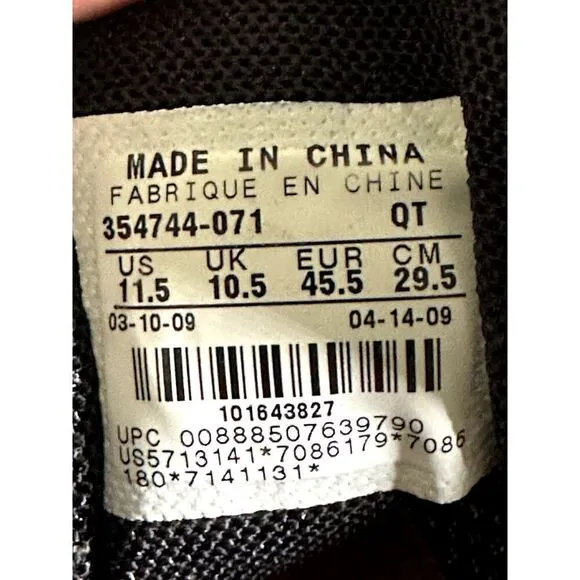 MADE IN CHINA
FABRIQUE EN CHINE
354744-071 QT
US UK EUR CM
11.5 10.5 45.5 29.5
03-10-09 04-14-09
101643827
UPC 00888507639790
US5713141*7086179*7086
180*7141131*